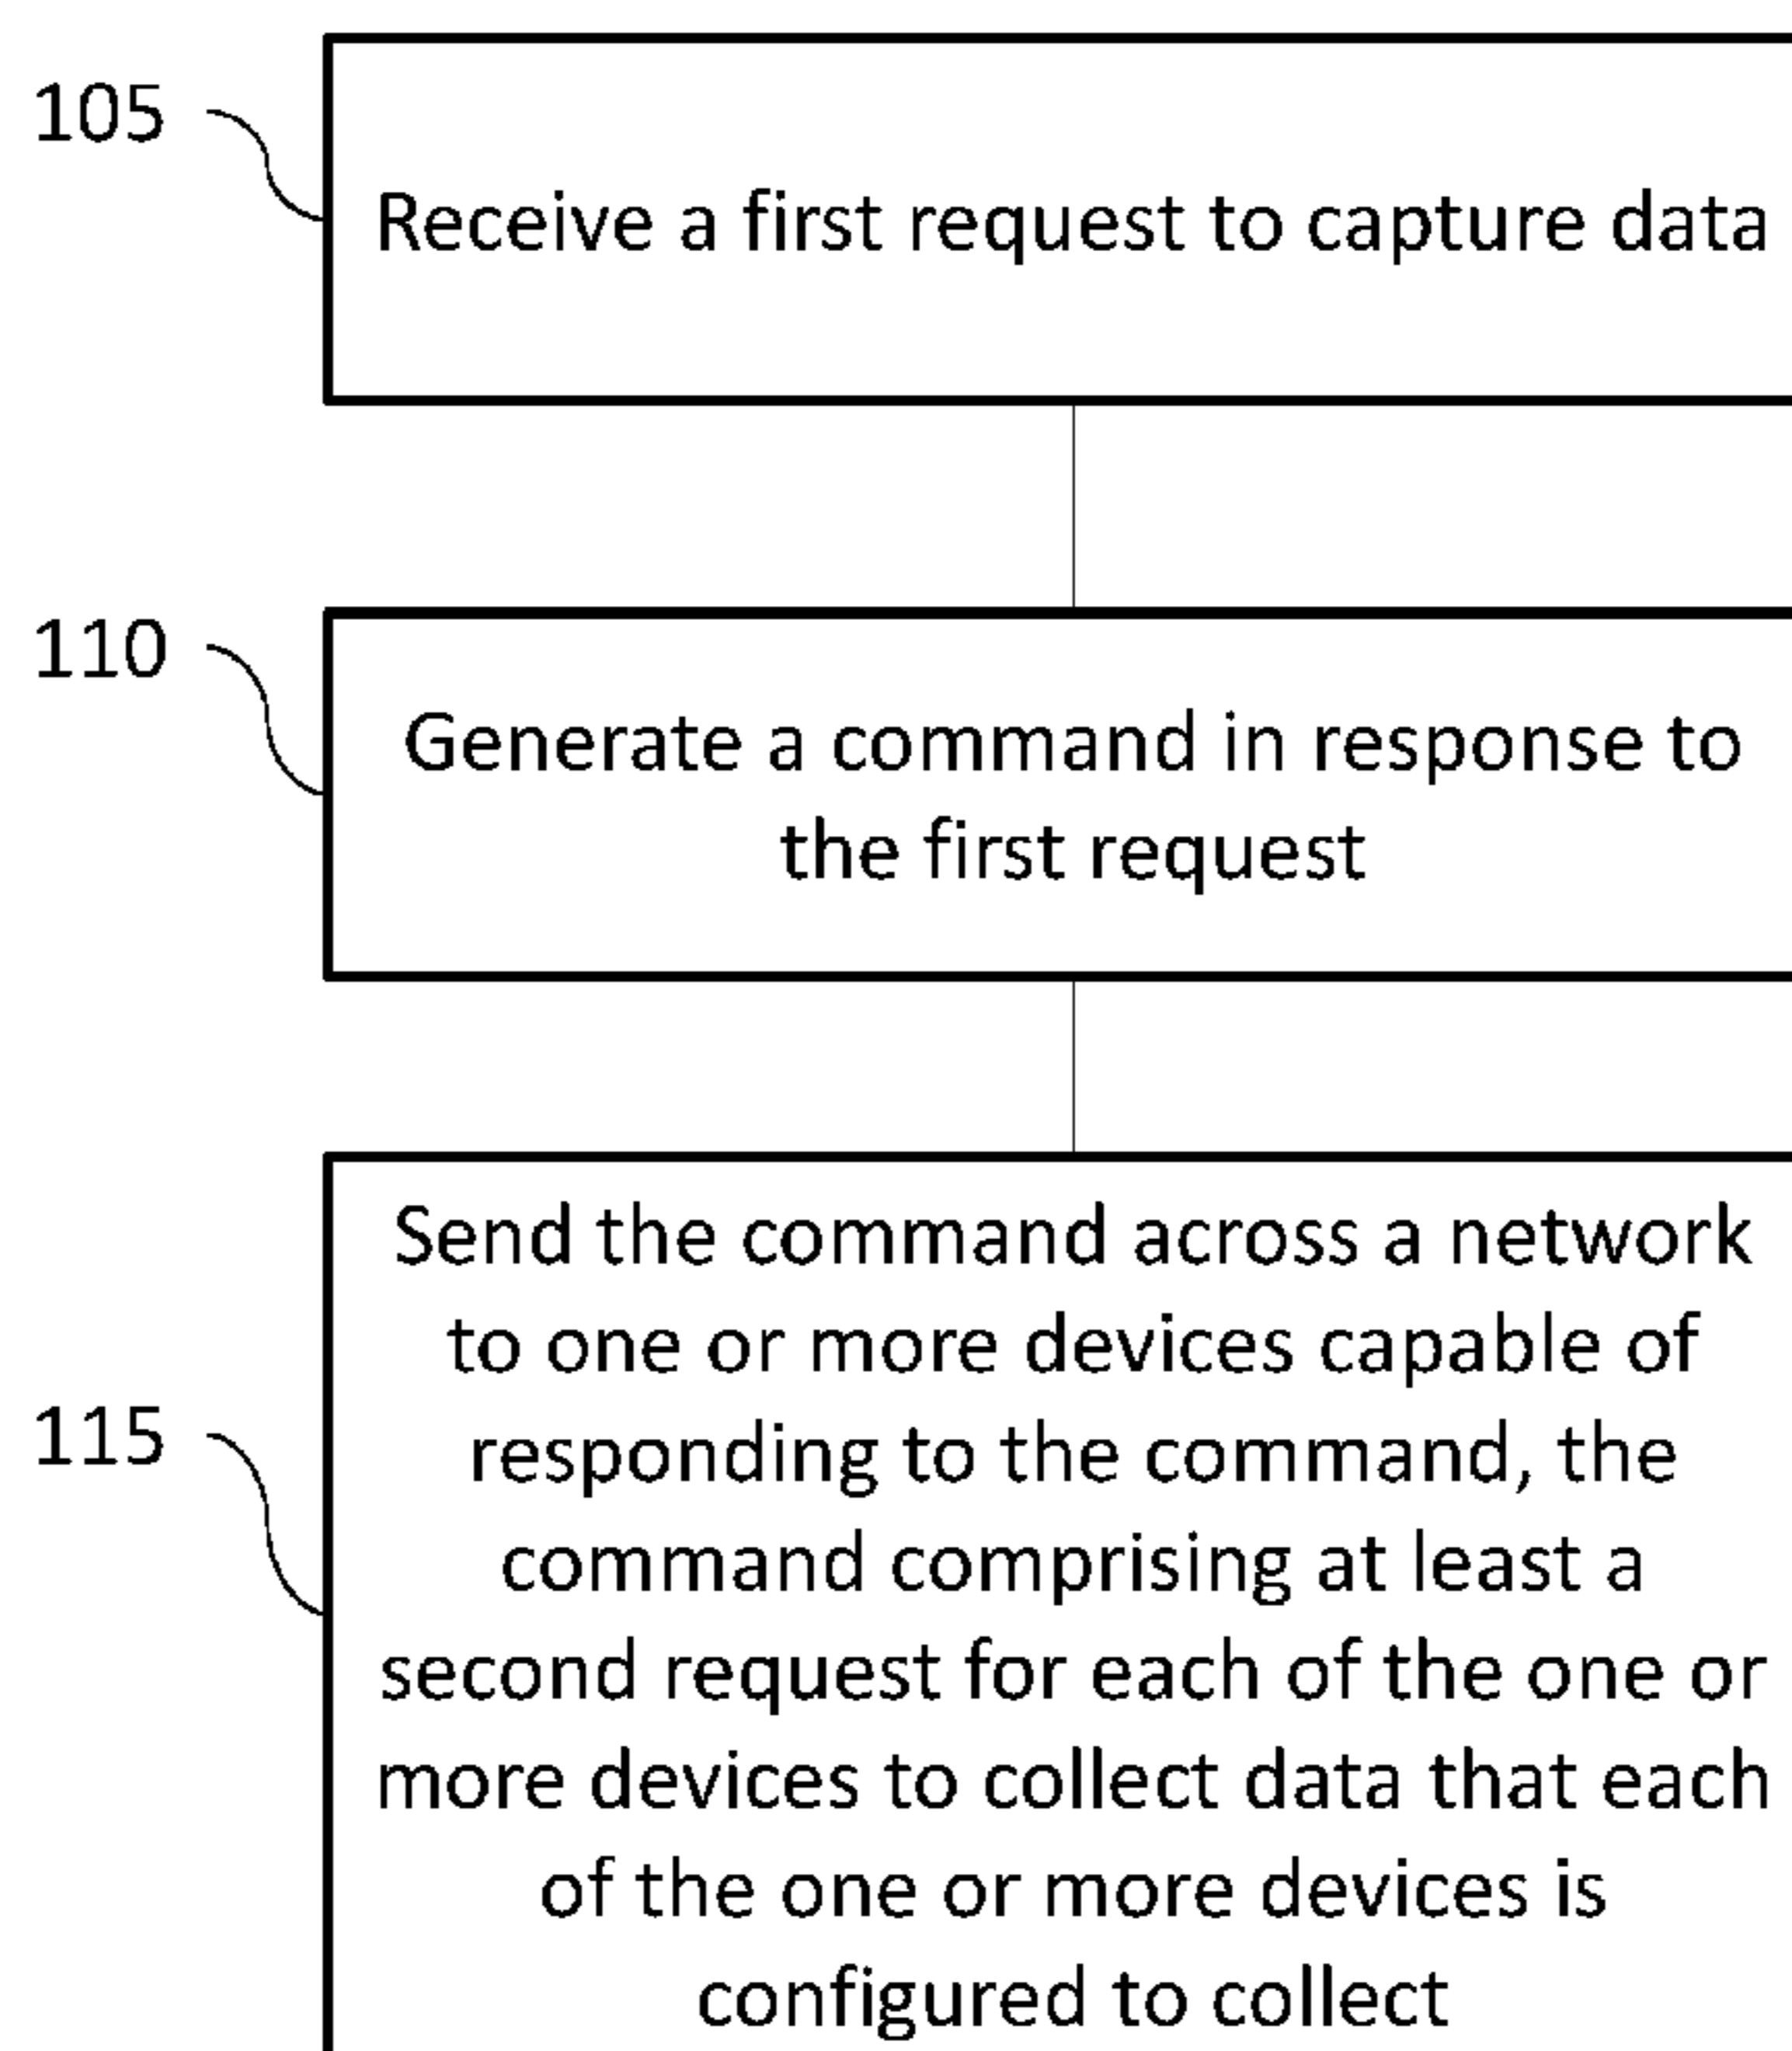 105
Receive a first request to capture data
110
Generate a command in response to
the first request
115
Send the command across a network
to one or more devices capable of
responding to the command, the
command comprising at least a
second request for each of the one or
more devices to collect data that each
of the one or more devices is
configured to collect